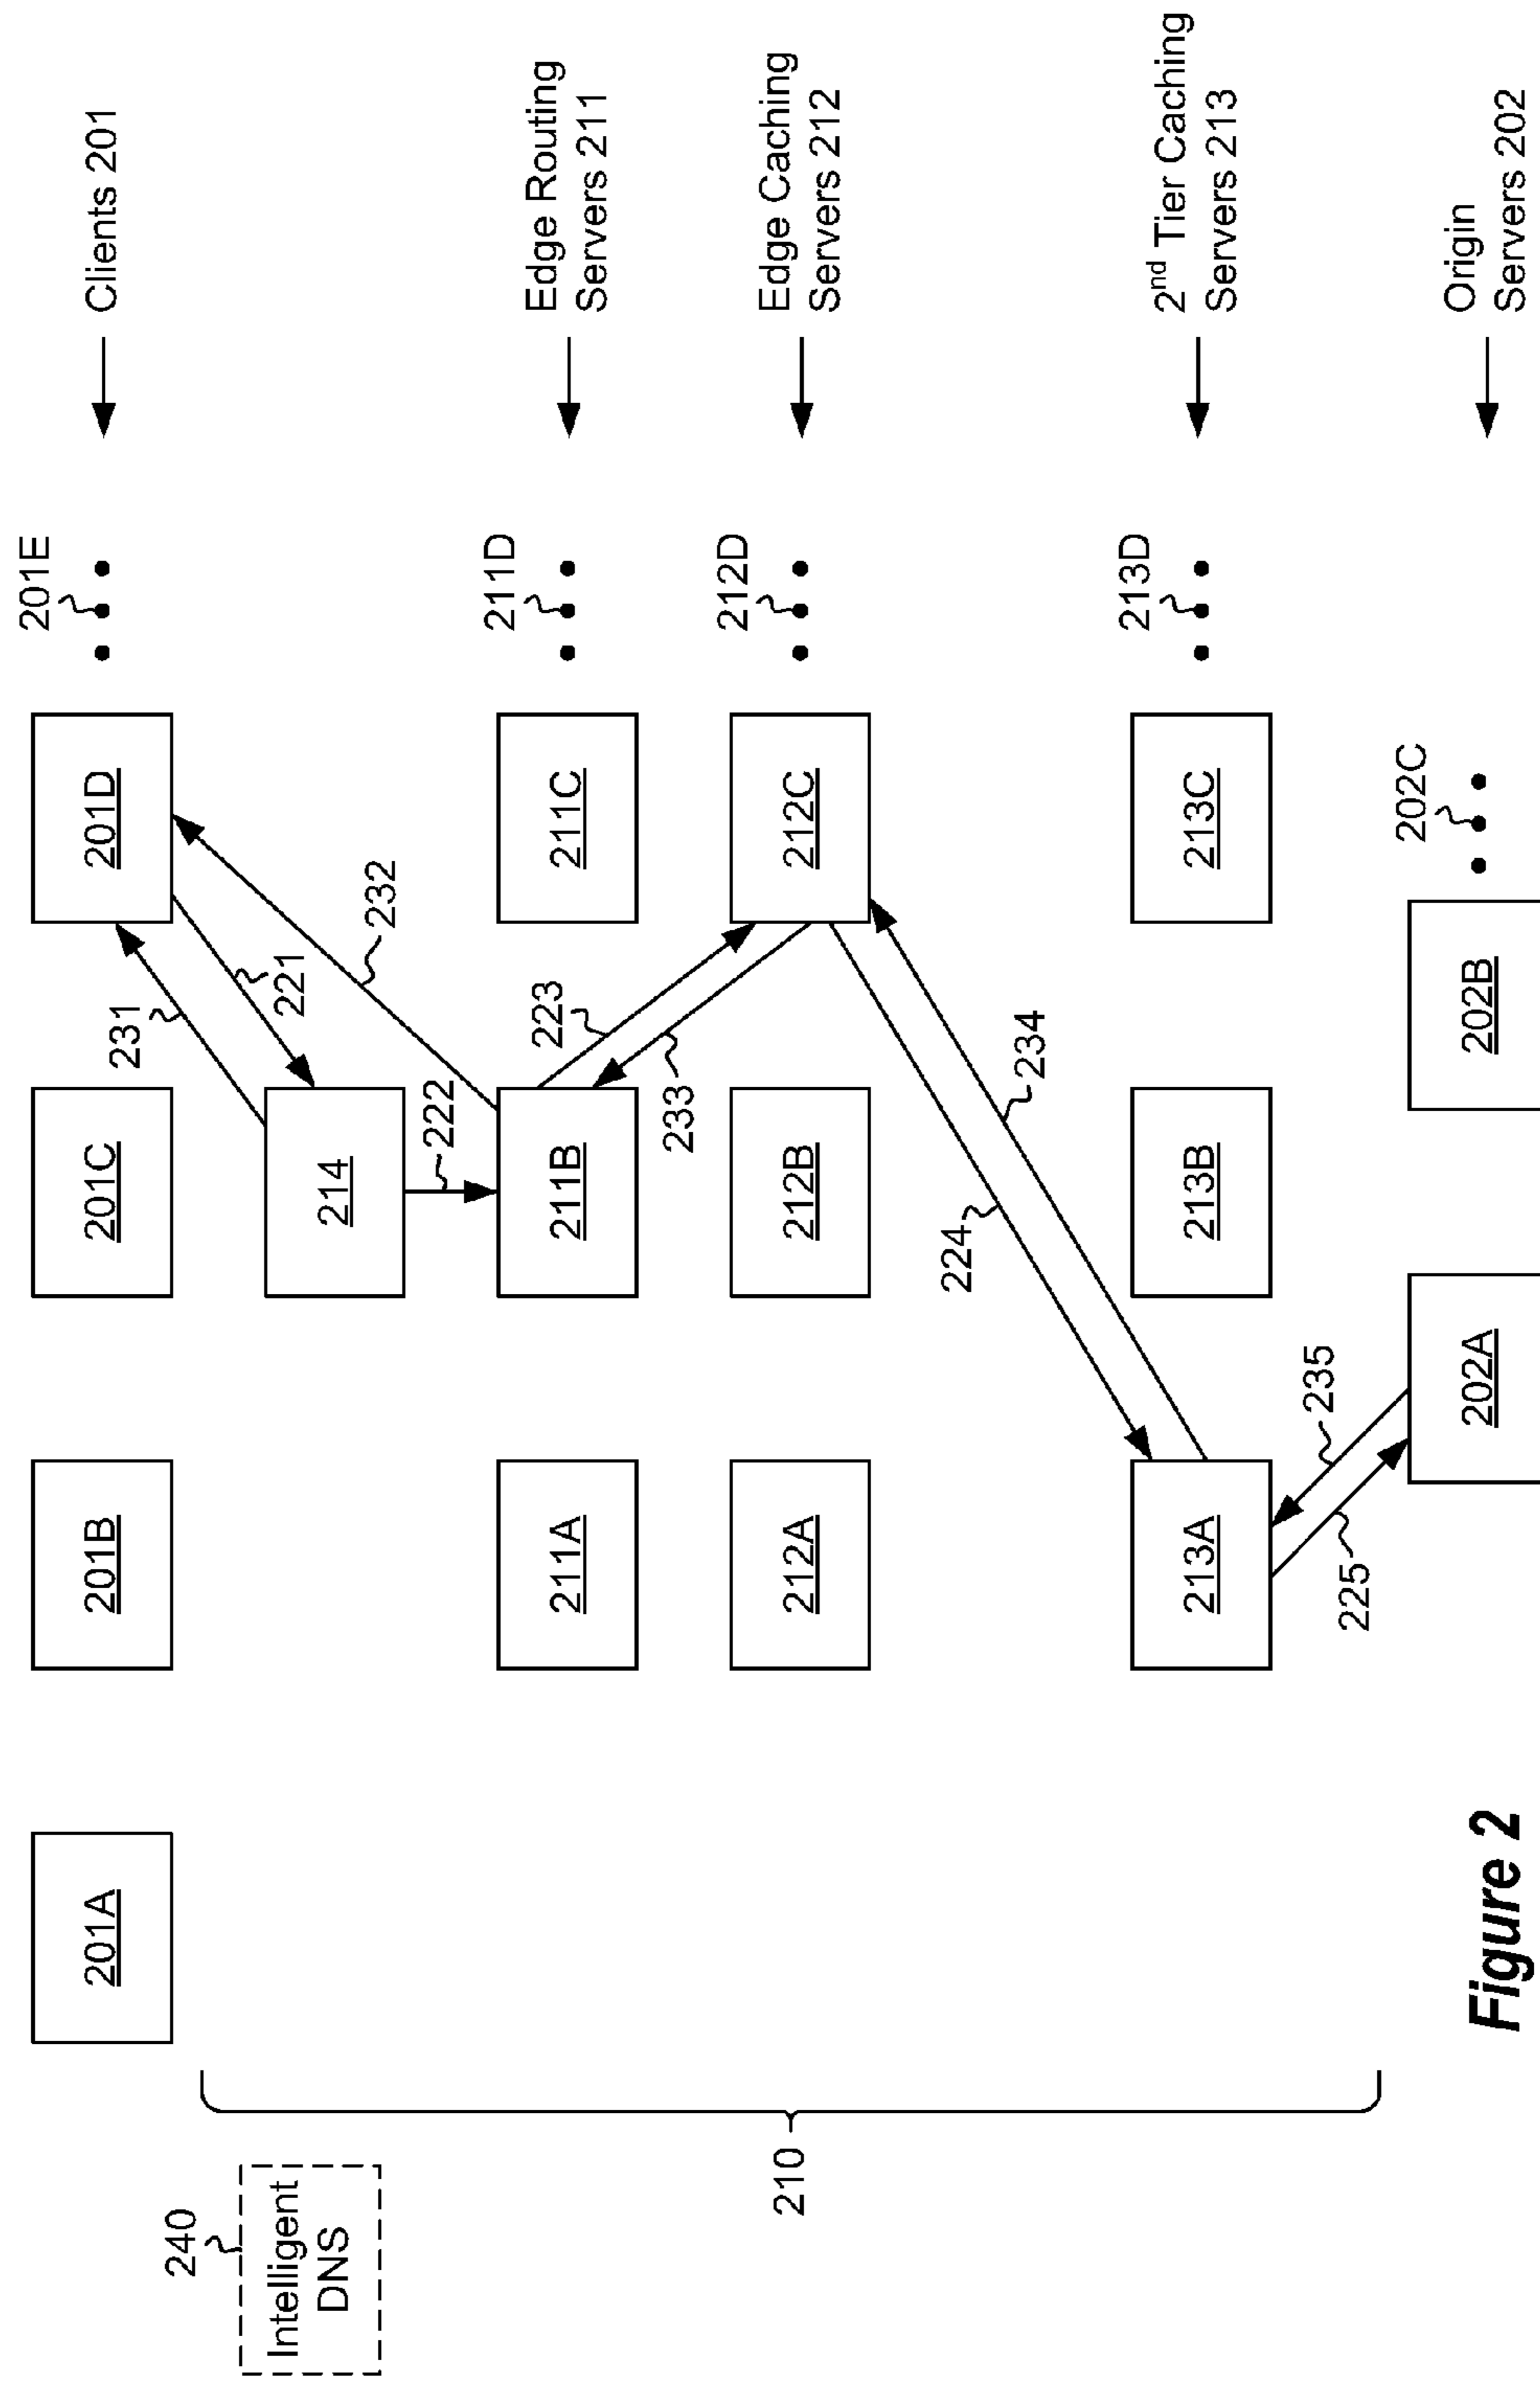 240
Intelligent
DNS
201A
201B
201C
201D
201E
Clients 201
231
221
214
232
222
211A
211B
211C
211D
Edge Routing
Servers 211
223
233
210
212A
212B
212C
212D
Edge Caching
Servers 212
224
234
213A
213B
213C
213D
2nd Tier Caching
Servers 213
225
235
202A
202B
202C
Origin
Servers 202
Figure 2